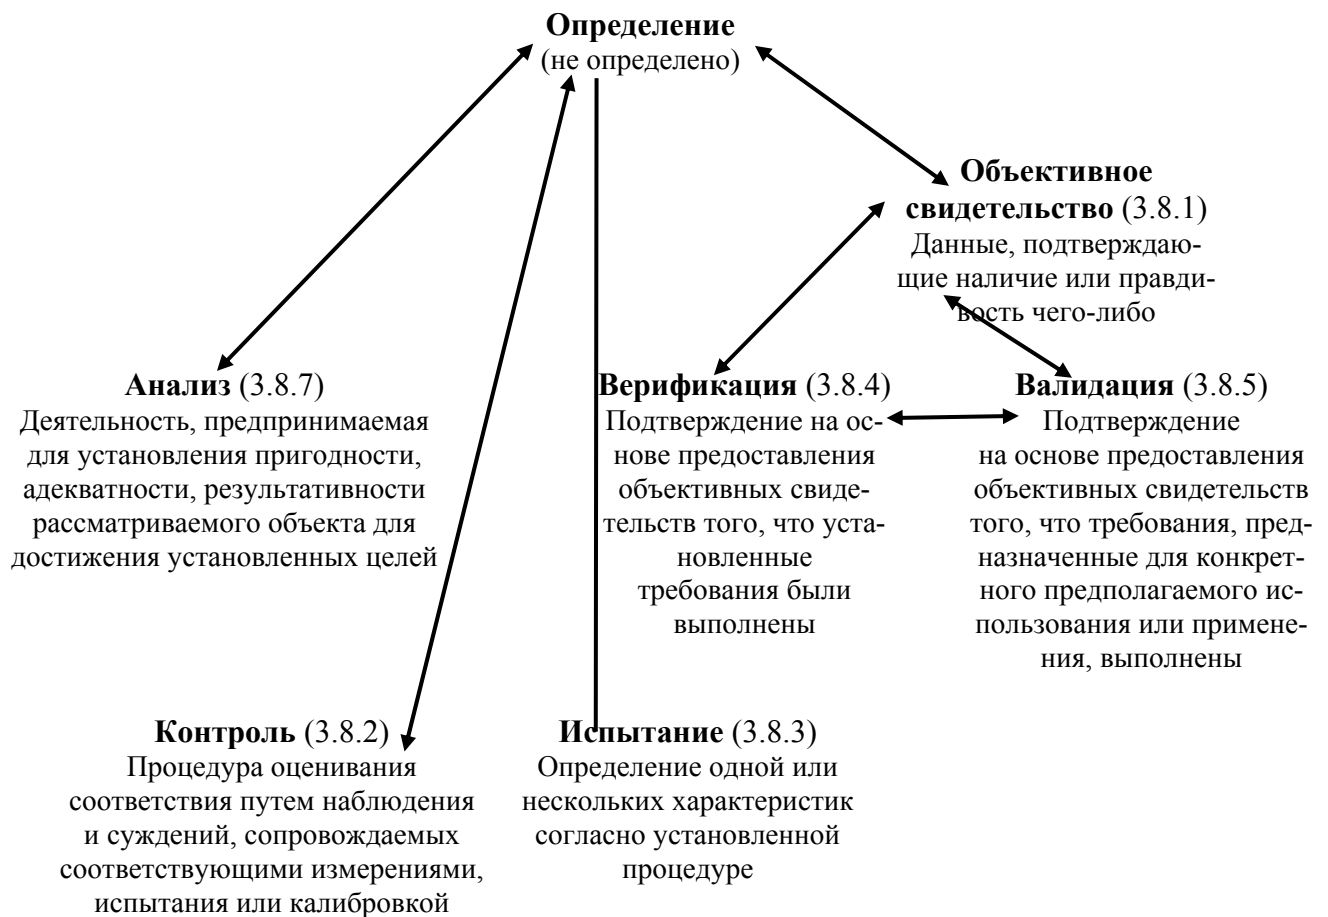 Определение
(не определено)
Объективное
свидетельство (3.8.1)
Данные, подтверждаю-
щие наличие или правди-
вость чего-либо
Анализ (3.8.7)
Деятельность, предпринимаемая
для установления пригодности,
адекватности, результативности
рассматриваемого объекта для
достижения установленных целей
Верификация (3.8.4)
Подтверждение на ос-
нове предоставления
объективных свиде-
тельств того, что уста-
новленные
требования были
выполнены
Валидация (3.8.5)
Подтверждение
на основе предоставления
объективных свидетельств
того, что требования, пред-
назначенные для конкрет-
ного предполагаемого ис-
пользования или примене-
ния, выполнены
Контроль (3.8.2)
Процедура оценивания
соответствия путем наблюдения
и суждений, сопровождаемых
соответствующими измерениями,
испытания или калибровкой
Испытание (3.8.3)
Определение одной или
нескольких характеристик
согласно установленной
процедуре